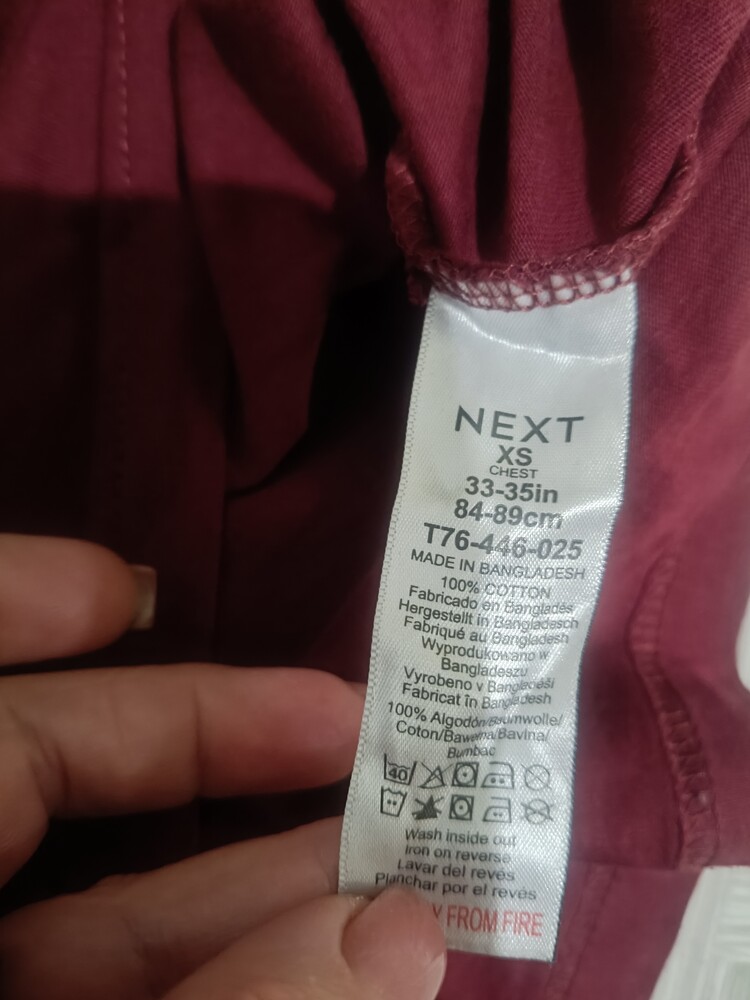 NEXT
XS
CHEST
33-35in
84-89cm
T76-446-025
MADE IN BANGLADESH
100% COTTON
Fabricado en Bangladés
Hergestellt in Bangladesch
Fabriqué au Bangladesh
Wyprodukowano w
Bangladeszu
Vyrobeno v Bangladéši
Fabricat în Bangladesh
100% Algodón/Baumwolle/
Coton/Bawełna/Bavlna/
Bumbac
40
Wash inside out
Iron on reverse
Lavar del revés
Planchar por el revés
Y FROM FIRE